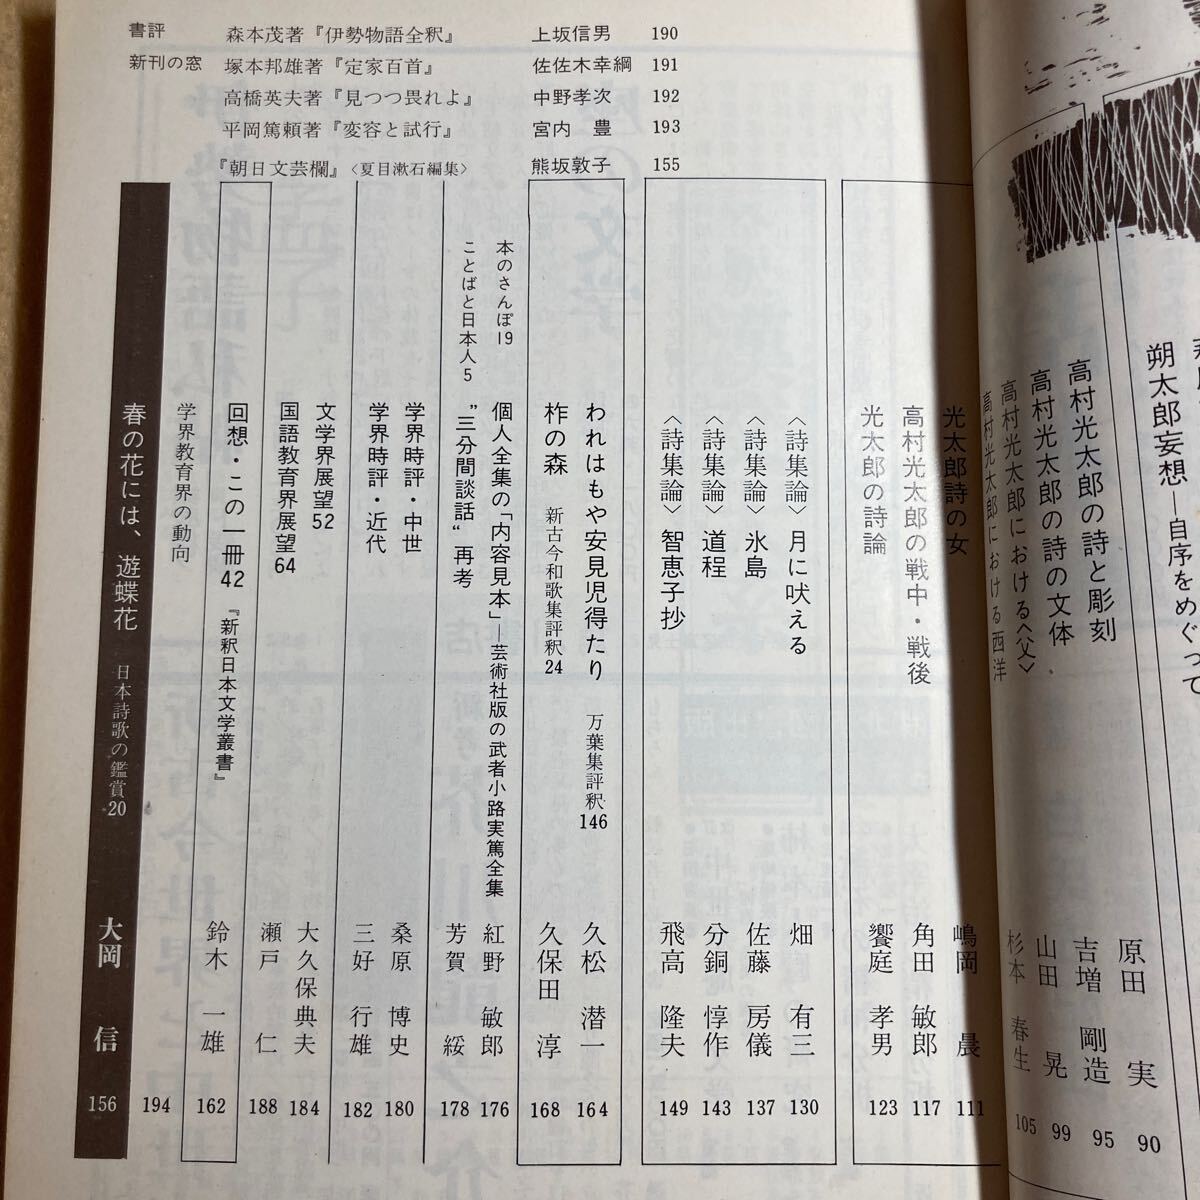 書評 森本茂著『伊勢物語全釈』 上坂信男 190
新刊の窓 塚本邦雄著『定家百首』 佐佐木幸綱 191
高橋英夫著『見つつ畏れよ』 中野孝次 192
平岡篤頼著『変容と試行』 宮内 豊 193
『朝日文芸欄』〈夏目漱石編集〉 熊坂敦子 155
朔太郎妄想―自序をめぐって
高村光太郎の詩と彫刻 原田 実 90
高村光太郎の詩の文体 吉増 剛造 95
高村光太郎における〈父〉 山田 晃 99
高村光太郎における西洋 杉本 春生 105
光太郎詩の女 嶋岡 晨 111
高村光太郎の戦中・戦後 角田 敏郎 117
光太郎の詩論 饗庭 孝男 123
〈詩集論〉月に吠える 畑 有三 130
〈詩集論〉氷島 佐藤 房儀 137
〈詩集論〉道程 分銅 惇作 143
〈詩集論〉智恵子抄 飛高 隆夫 149
われはもや安見児得たり 万葉集評釈146 久松 潜一 164
柞の森 新古今和歌集評釈24 久保田 淳 168
本のさんぽ19 個人全集の「内容見本」―芸術社版の武者小路実篤全集 紅野 敏郎 176
ことばと日本人5 “三分間談話“再考 芳賀 綏 178
学界時評・中世 桑原 博史 180
学界時評・近代 三好 行雄 182
文学界展望52 大久保典夫 184
国語教育界展望64 瀬戸 仁 188
回想・この一冊42 『新釈日本文学叢書』 鈴木 一雄 162
学界教育界の動向 194
春の花には、遊蝶花 日本詩歌の鑑賞20 大岡 信 156